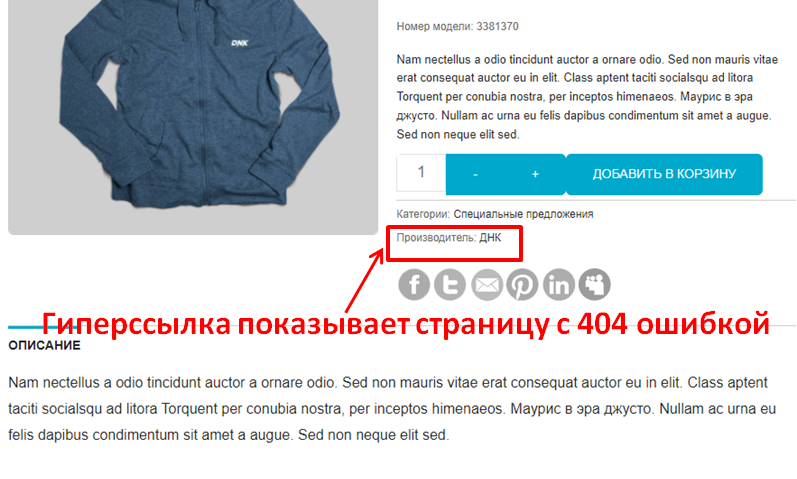 DNK
Номер модели: 3381370
Nam nectellus a odio tincidunt auctor a ornare odio. Sed non mauris vitae
erat consequat auctor eu in elit. Class aptent taciti socialsqu ad litora
Torquent per conubia nostra, per inceptos himenaeos. Маурис в эра
джусто. Nullam ac urna eu felis dapibus condimentum sit amet a augue.
Sed non neque elit sed.
1 - + ДОБАВИТЬ В КОРЗИНУ
Категории: Специальные предложения
Производитель: ДНК
Гиперссылка показывает страницу с 404 ошибкой
ОПИСАНИЕ
Nam nectellus a odio tincidunt auctor a ornare odio. Sed non mauris vitae erat consequat auctor eu in elit. Class aptent
taciti socialsqu ad litora Torquent per conubia nostra, per inceptos himenaeos. Маурис в эра джусто. Nullam ac urna eu
felis dapibus condimentum sit amet a augue. Sed non neque elit sed.